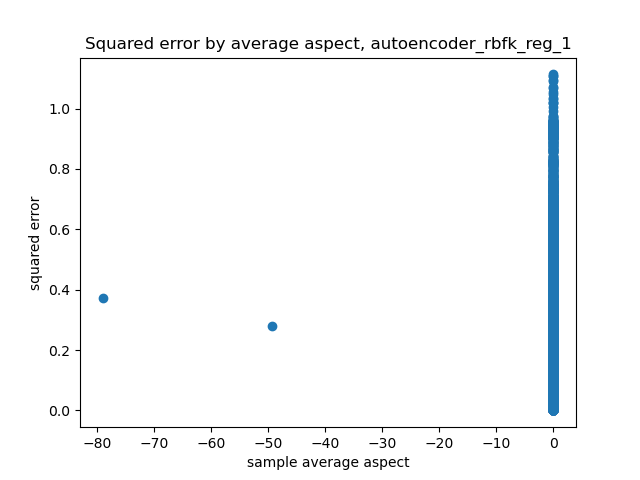 Squared error by average aspect, autoencoder_rbfk_reg_1
squared error
1.0
0.8
0.6
0.4
0.2
0.0
−80 −70 −60 −50 −40 −30 −20 −10 0
sample average aspect